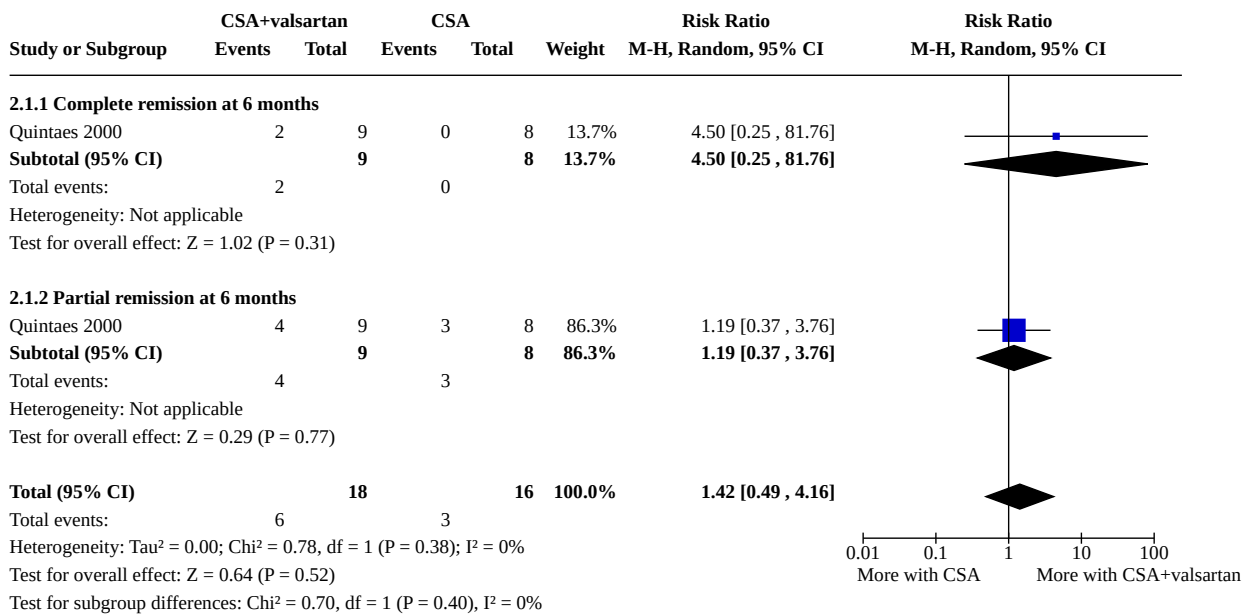 CSA+valsartan CSA Risk Ratio Risk Ratio
Study or Subgroup Events Total Events Total Weight M-H, Random, 95% CI M-H, Random, 95% CI
2.1.1 Complete remission at 6 months
Quintaes 2000 2 9 0 8 13.7% 4.50 [0.25 , 81.76]
Subtotal (95% CI) 9 8 13.7% 4.50 [0.25 , 81.76]
Total events: 2 0
Heterogeneity: Not applicable
Test for overall effect: Z = 1.02 (P = 0.31)
2.1.2 Partial remission at 6 months
Quintaes 2000 4 9 3 8 86.3% 1.19 [0.37 , 3.76]
Subtotal (95% CI) 9 8 86.3% 1.19 [0.37 , 3.76]
Total events: 4 3
Heterogeneity: Not applicable
Test for overall effect: Z = 0.29 (P = 0.77)
Total (95% CI) 18 16 100.0% 1.42 [0.49 , 4.16]
Total events: 6 3
Heterogeneity: Tau² = 0.00; Chi² = 0.78, df = 1 (P = 0.38); I² = 0%
0.01 0.1 1 10 100
Test for overall effect: Z = 0.64 (P = 0.52)
More with CSA More with CSA+valsartan
Test for subgroup differences: Chi² = 0.70, df = 1 (P = 0.40), I² = 0%